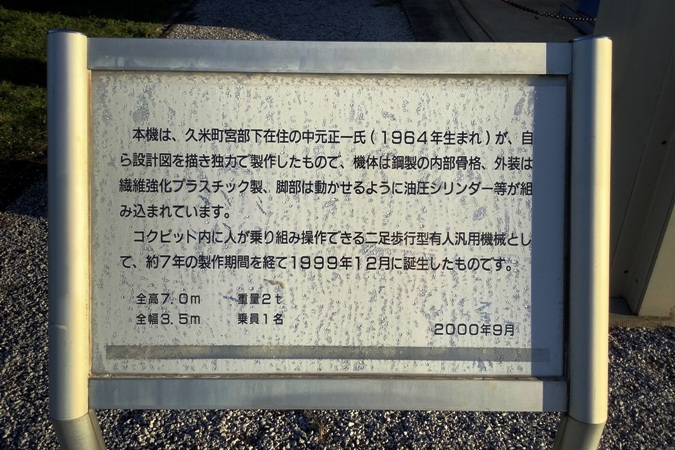 本機は、久米町宮部下在住の中元正一氏(1964年生まれ)が、自
ら設計図を描き独力で製作したもので、機体は鋼製の内部骨格、外装は
繊維強化プラスチック製、脚部は動かせるように油圧シリンダー等が組
み込まれています。
コクピット内に人が乗り組み操作できる二足歩行型有人汎用機械とし
て、約7年の製作期間を経て1999年12月に誕生したものです。
全高7.0m 重量2t
全幅3.5m 乗員1名
2000年9月